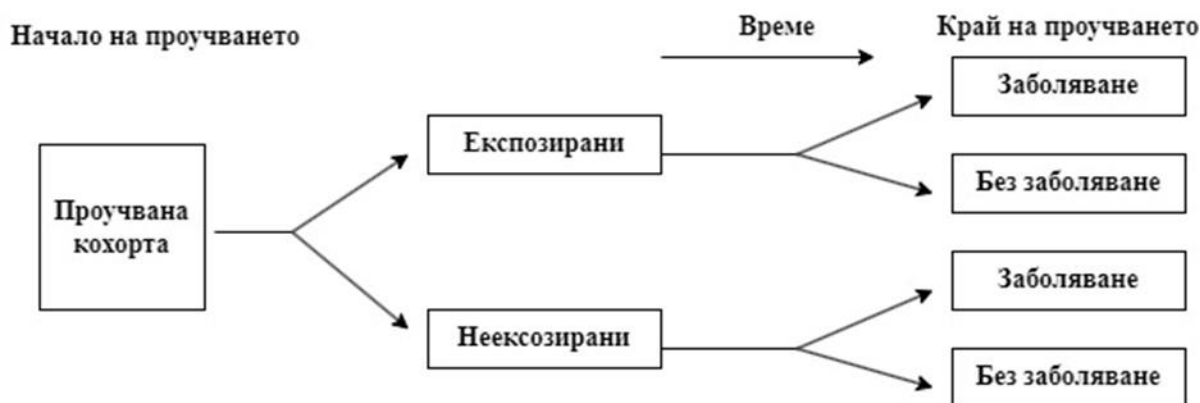 Начало на проучването
Време
Край на проучването
Проучвана
кохорта
Експозирани
Заболяване
Без заболяване
Неексозирани
Заболяване
Без заболяване